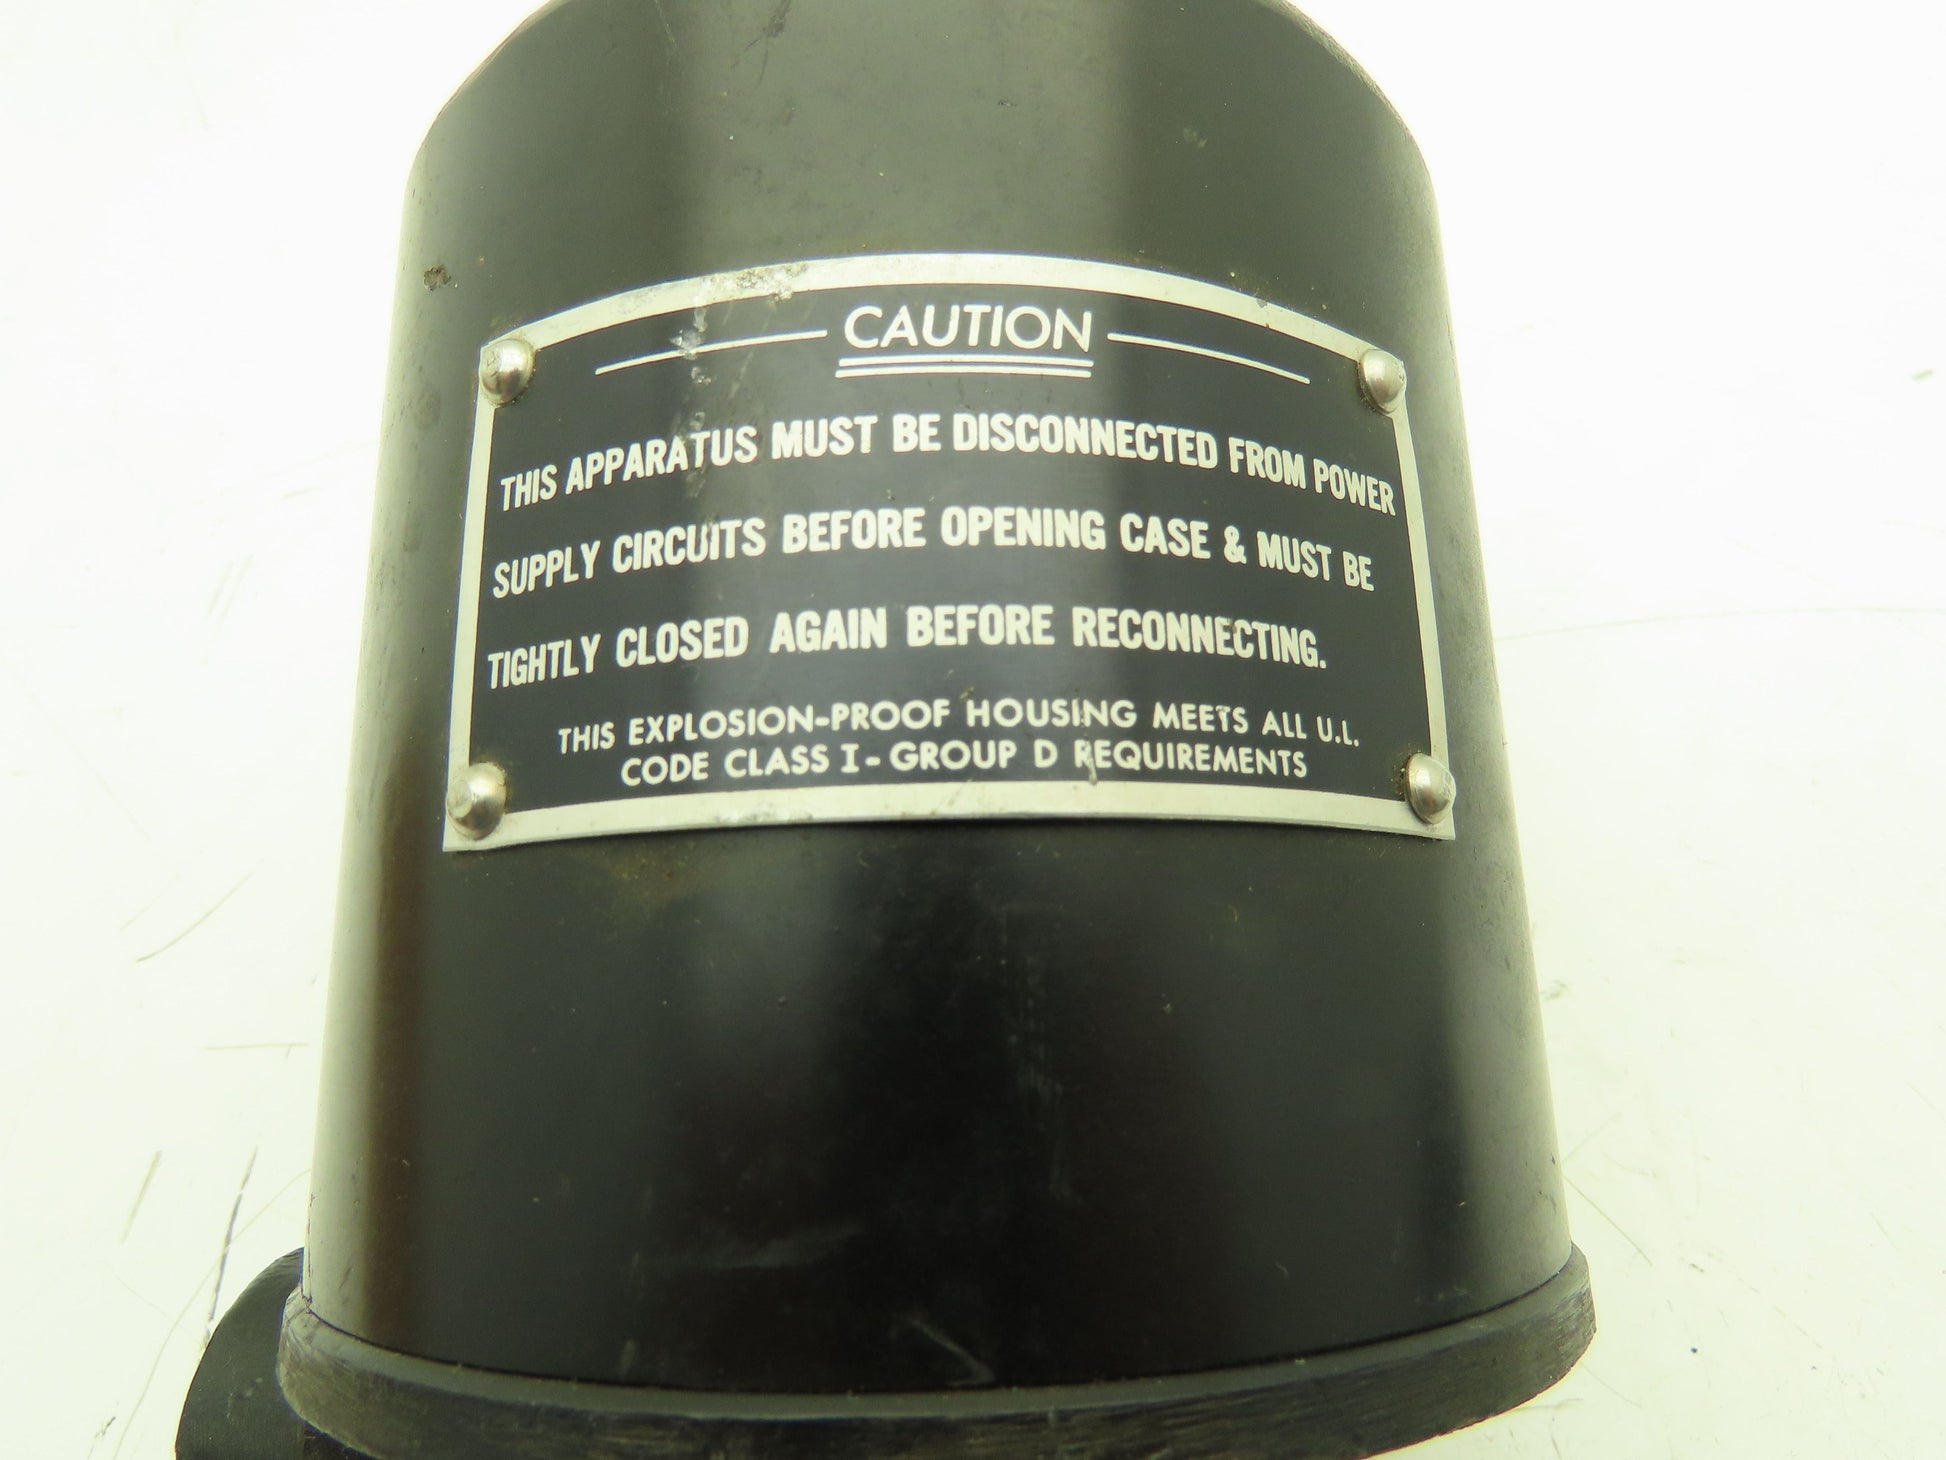 CAUTION
THIS APPARATUS MUST BE DISCONNECTED FROM POWER
SUPPLY CIRCUITS BEFORE OPENING CASE & MUST BE
TIGHTLY CLOSED AGAIN BEFORE RECONNECTING.
THIS EXPLOSION-PROOF HOUSING MEETS ALL U.L.
CODE CLASS I-GROUP D REQUIREMENTS